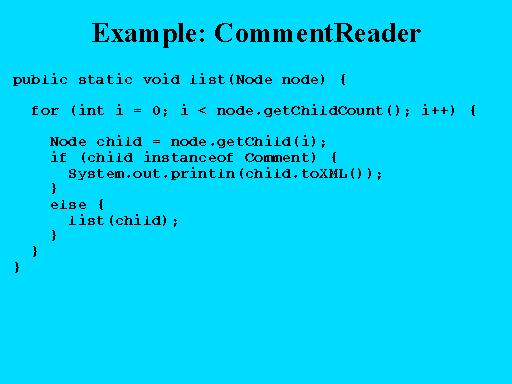 Example: CommentReader
public static void list(Node node) {
for (int i = 0; i < node.getChildCount(); i++) {
Node child = node.getChild(i);
if (child instanceof Comment) {
System.out.println(child.toXML());
}
else {
list(child);
}
}
}